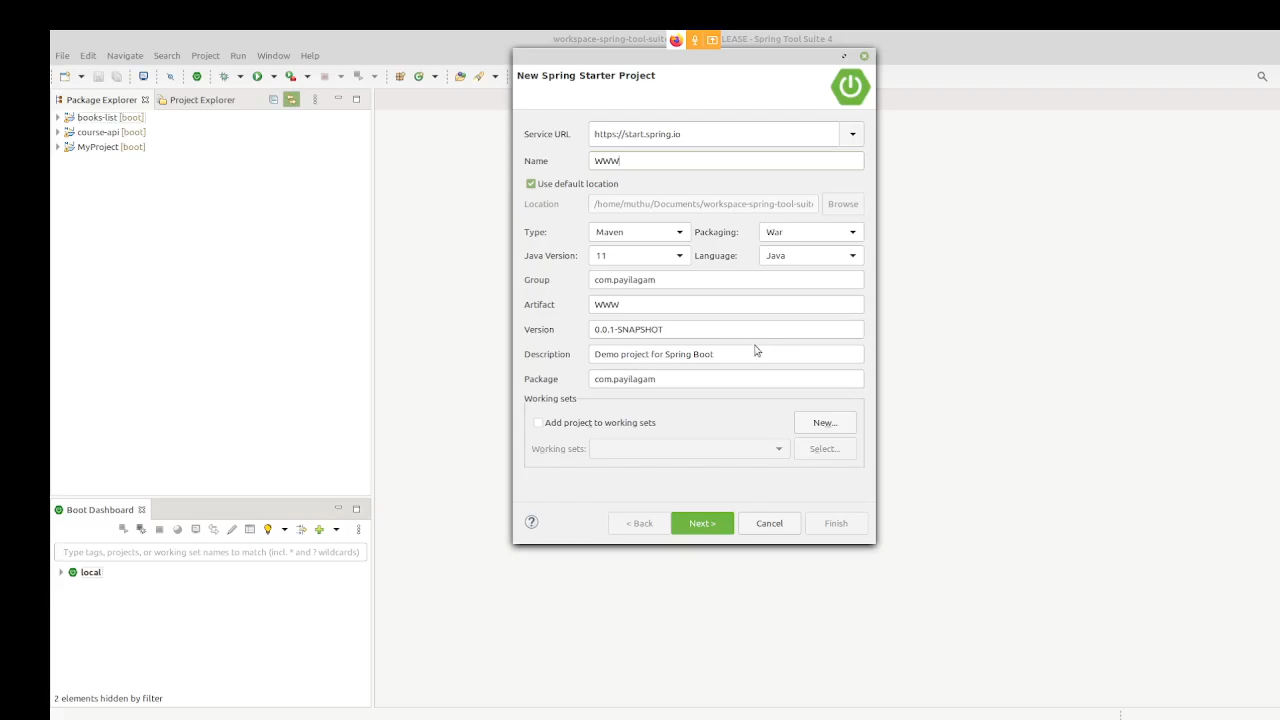 workspace-spring-tool-suite
LEASE - Spring Tool Suite 4
File Edit Navigate Search Project Run Window Help
New Spring Starter Project
Package Explorer
Project Explorer
books-list [boot]
course-api [boot]
MyProject [boot]
Service URL https://start.spring.io
Name WWW
Use default location
Location /home/muthu/Documents/workspace-spring-tool-suit Browse
Type: Maven Packaging: War
Java Version: 11 Language: Java
Group com.payilagam
Artifact WWW
Version 0.0.1-SNAPSHOT
Description Demo project for Spring Boot
Package com.payilagam
Working sets
Add project to working sets New...
Working sets: Select...
< Back Next > Cancel Finish
Boot Dashboard
Type tags, projects, or working set names to match (incl. * and ? wildcards)
local
2 elements hidden by filter